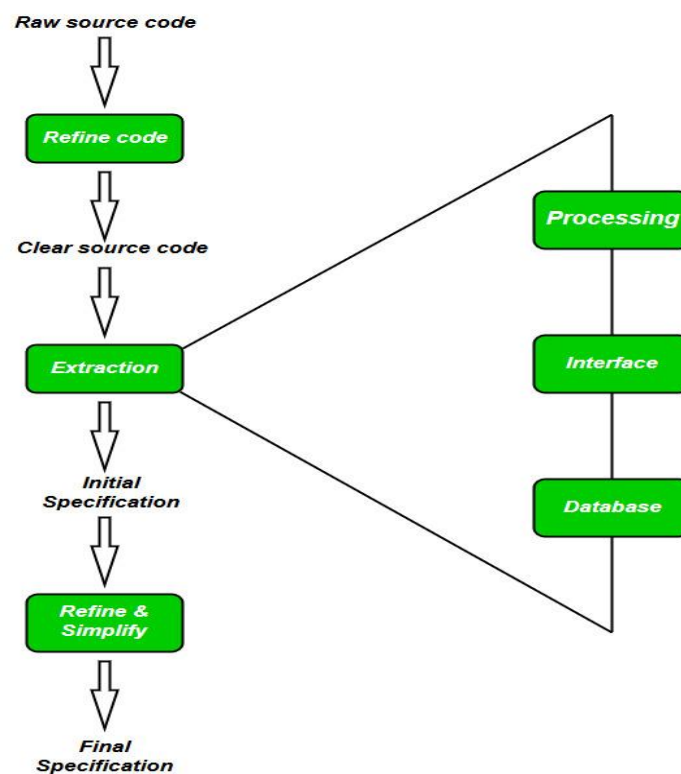 Raw source code
Refine code
Clear source code
Extraction
Initial
Specification
Refine &
Simplify
Final
Specification
Processing
Interface
Database